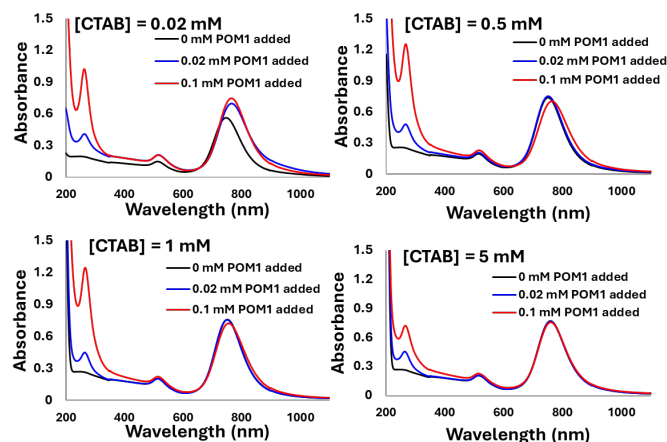 [CTAB] = 0.02 mM
1.5
1.2
0.9
0.6
0.3
0
Absorbance
0 mM POM1 added
0.02 mM POM1 added
0.1 mM POM1 added
200 400 600 800 1000
Wavelength (nm)
[CTAB] = 0.5 mM
1.5
1.2
0.9
0.6
0.3
0
Absorbance
0 mM POM1 added
0.02 mM POM1 added
0.1 mM POM1 added
200 400 600 800 1000
Wavelength (nm)
[CTAB] = 1 mM
1.5
1.2
0.9
0.6
0.3
0
Absorbance
0 mM POM1 added
0.02 mM POM1 added
0.1 mM POM1 added
200 400 600 800 1000
Wavelength (nm)
[CTAB] = 5 mM
1.5
1.2
0.9
0.6
0.3
0
Absorbance
0 mM POM1 added
0.02 mM POM1 added
0.1 mM POM1 added
200 400 600 800 1000
Wavelength (nm)